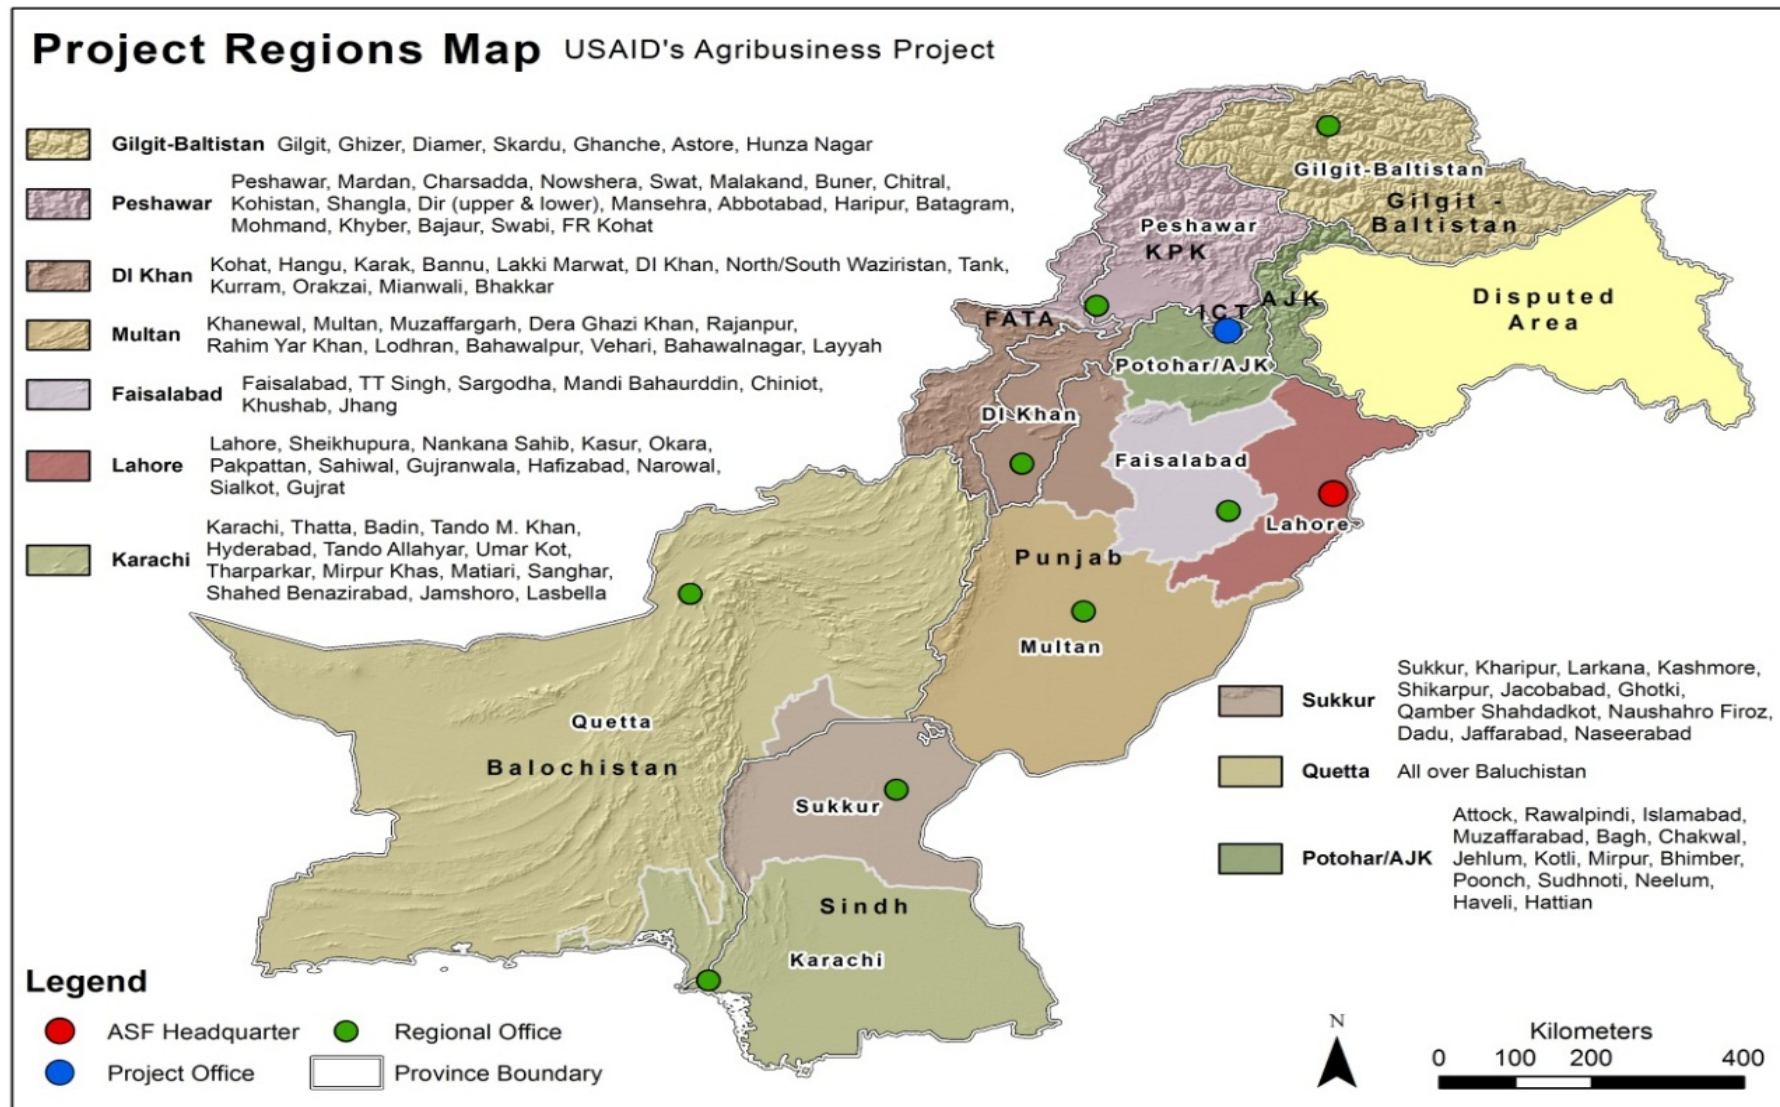 Project Regions Map USAID's Agribusiness Project
Gilgit-Baltistan Gilgit, Ghizer, Diamer, Skardu, Ghanche, Astore, Hunza Nagar
Peshawar Peshawar, Mardan, Charsadda, Nowshera, Swat, Malakand, Buner, Chitral,
Kohistan, Shangla, Dir (upper & lower), Mansehra, Abbotabad, Haripur, Batagram,
Mohmand, Khyber, Bajaur, Swabi, FR Kohat
DI Khan Kohat, Hangu, Karak, Bannu, Lakki Marwat, DI Khan, North/South Waziristan, Tank,
Kurram, Orakzai, Mianwali, Bhakkar
Multan Khanewal, Multan, Muzaffargarh, Dera Ghazi Khan, Rajanpur,
Rahim Yar Khan, Lodhran, Bahawalpur, Vehari, Bahawalnagar, Layyah
Faisalabad Faisalabad, TT Singh, Sargodha, Mandi Bahaurddin, Chiniot,
Khushab, Jhang
Lahore Lahore, Sheikhupura, Nankana Sahib, Kasur, Okara,
Pakpattan, Sahiwal, Gujranwala, Hafizabad, Narowal,
Sialkot, Gujrat
Karachi Karachi, Thatta, Badin, Tando M. Khan,
Hyderabad, Tando Allahyar, Umar Kot,
Tharparkar, Mirpur Khas, Matiari, Sanghar,
Shahed Benazirabad, Jamshoro, Lasbella
Gilgit-Baltistan
Gilgit -
Baltistan
Peshawar
KPK
Disputed
Area
AJK
ICT
FATA
Potohar/AJK
DI Khan
Faisalabad
Lahore
Punjab
Multan
Quetta
Balochistan
Sukkur
Sindh
Karachi
Sukkur Sukkur, Kharipur, Larkana, Kashmore,
Shikarpur, Jacobabad, Ghotki,
Qamber Shahdadkot, Naushahro Firoz,
Dadu, Jaffarabad, Naseerabad
Quetta All over Baluchistan
Potohar/AJK Attock, Rawalpindi, Islamabad,
Muzaffarabad, Bagh, Chakwal,
Jehlum, Kotli, Mirpur, Bhimber,
Poonch, Sudhnoti, Neelum,
Haveli, Hattian
Legend
ASF Headquarter
Regional Office
Project Office
Province Boundary
N
Kilometers
0 100 200 400